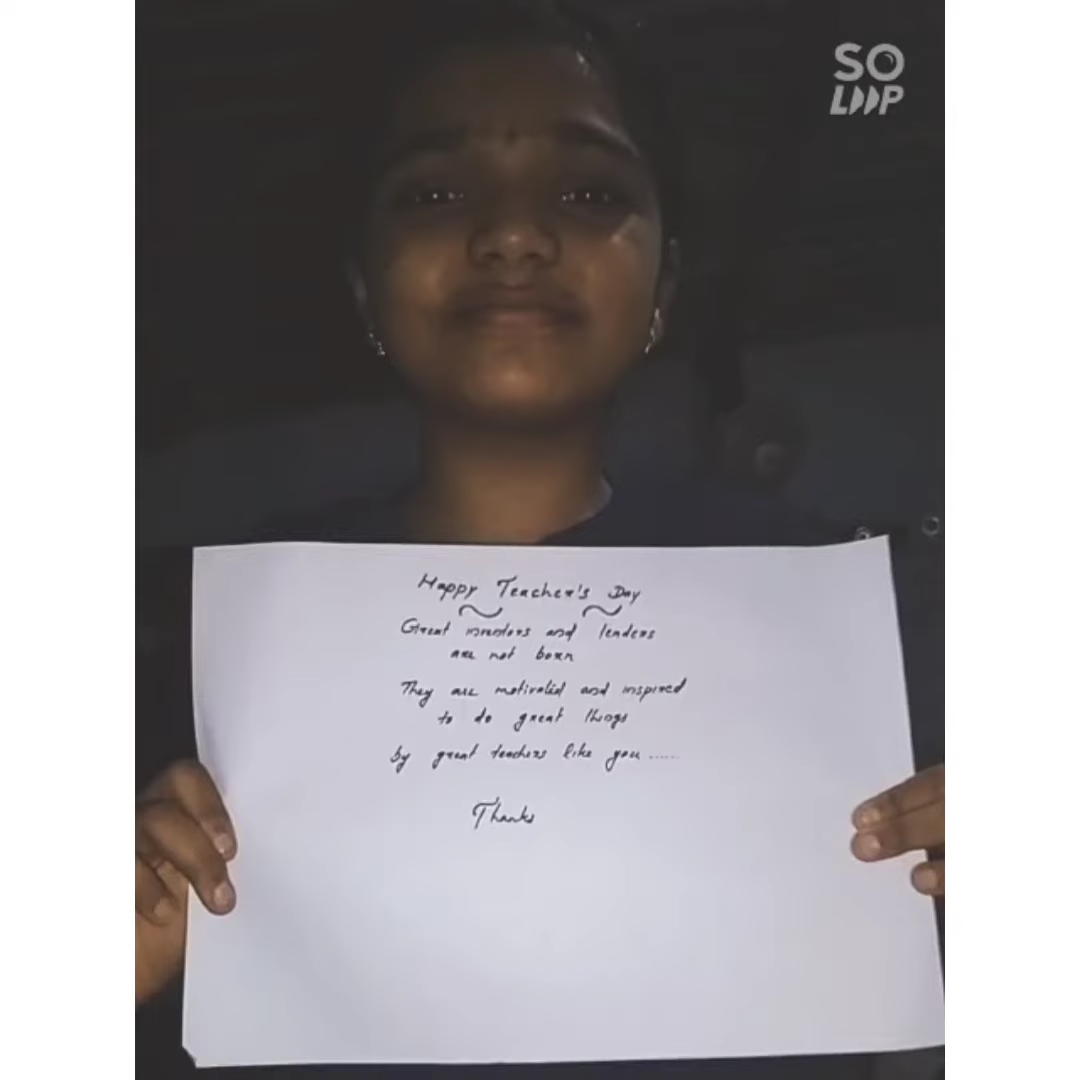 SO
LOOP
Happy Teacher's Day
Great inventors and leaders
are not born
They are motivated and inspired
to do great things
by great teachers like you ......
Thanks